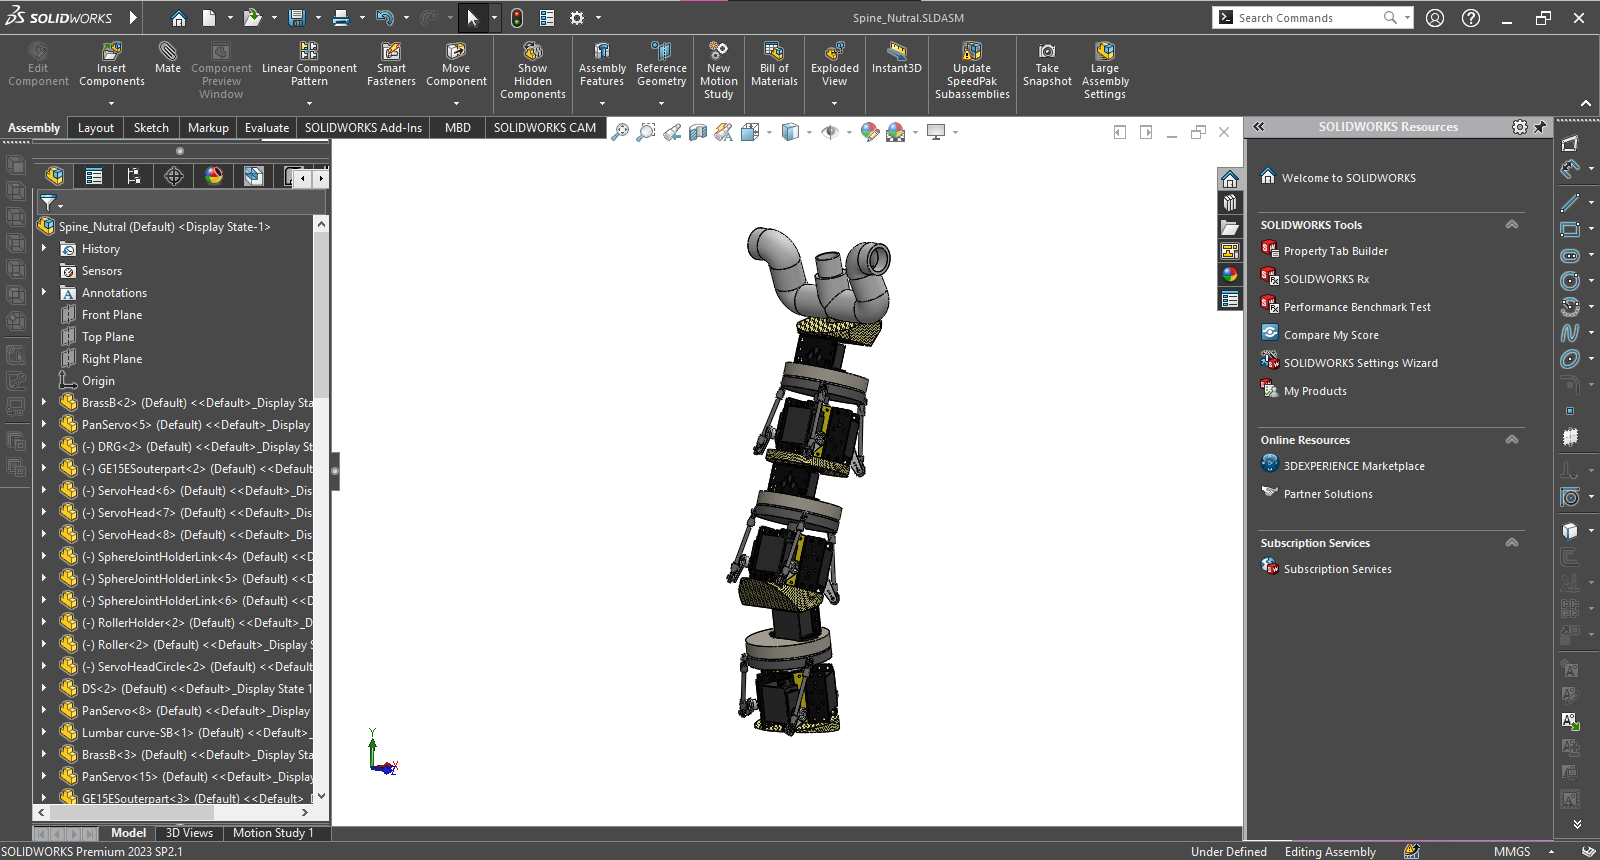 SOLIDWORKS
Spine_Nutral.SLDASM
Search Commands
Edit
Component
Insert
Components
Mate
Component
Preview
Window
Linear Component
Pattern
Smart
Fasteners
Move
Component
Show
Hidden
Components
Assembly
Features
Reference
Geometry
New
Motion
Study
Bill of
Materials
Exploded
View
Instant3D
Update
SpeedPak
Subassemblies
Take
Snapshot
Large
Assembly
Settings
Assembly
Layout
Sketch
Markup
Evaluate
SOLIDWORKS Add-Ins
MBD
SOLIDWORKS CAM
Spine_Nutral (Default) <Display State-1>
History
Sensors
Annotations
Front Plane
Top Plane
Right Plane
Origin
BrassB<2> (Default) <<Default>_Display Sta
PanServo<5> (Default) <<Default>_Display
(-) DRG<2> (Default) <<Default>_Display St
(-) GE15ESouterpart<2> (Default) <<Default
(-) ServoHead<6> (Default) <<Default>_Dis
(-) ServoHead<7> (Default) <<Default>_Dis
(-) ServoHead<8> (Default) <<Default>_Dis
(-) SphereJointHolderLink<4> (Default) <<D
(-) SphereJointHolderLink<5> (Default) <<D
(-) SphereJointHolderLink<6> (Default) <<D
(-) RollerHolder<2> (Default) <<Default>_D
(-) Roller<2> (Default) <<Default>_Display S
(-) ServoHeadCircle<2> (Default) <<Default
DS<2> (Default) <<Default>_Display State 1
PanServo<8> (Default) <<Default>_Display
Lumbar curve-SB<1> (Default) <<Default>_
BrassB<3> (Default) <<Default>_Display Sta
PanServo<15> (Default) <<Default>_Display
GE15ESouterpart<3> (Default) <<Default>_D
Y
X
Z
SOLIDWORKS Resources
Welcome to SOLIDWORKS
SOLIDWORKS Tools
Property Tab Builder
SOLIDWORKS Rx
Performance Benchmark Test
Compare My Score
SOLIDWORKS Settings Wizard
My Products
Online Resources
3DEXPERIENCE Marketplace
Partner Solutions
Subscription Services
Subscription Services
Model
3D Views
Motion Study 1
SOLIDWORKS Premium 2023 SP2.1
Under Defined
Editing Assembly
MMGS